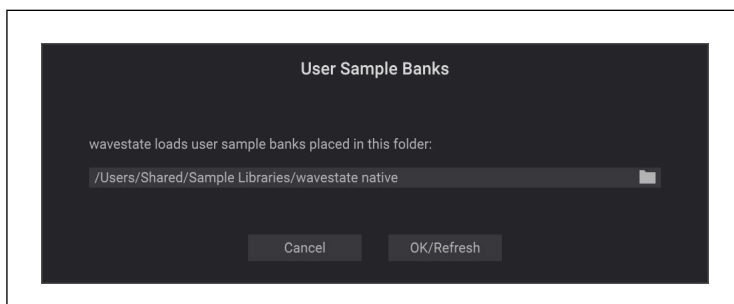 User Sample Banks
wavestate loads user sample banks placed in this folder:
/Users/Shared/Sample Libraries/wavestate native
Cancel
OK/Refresh